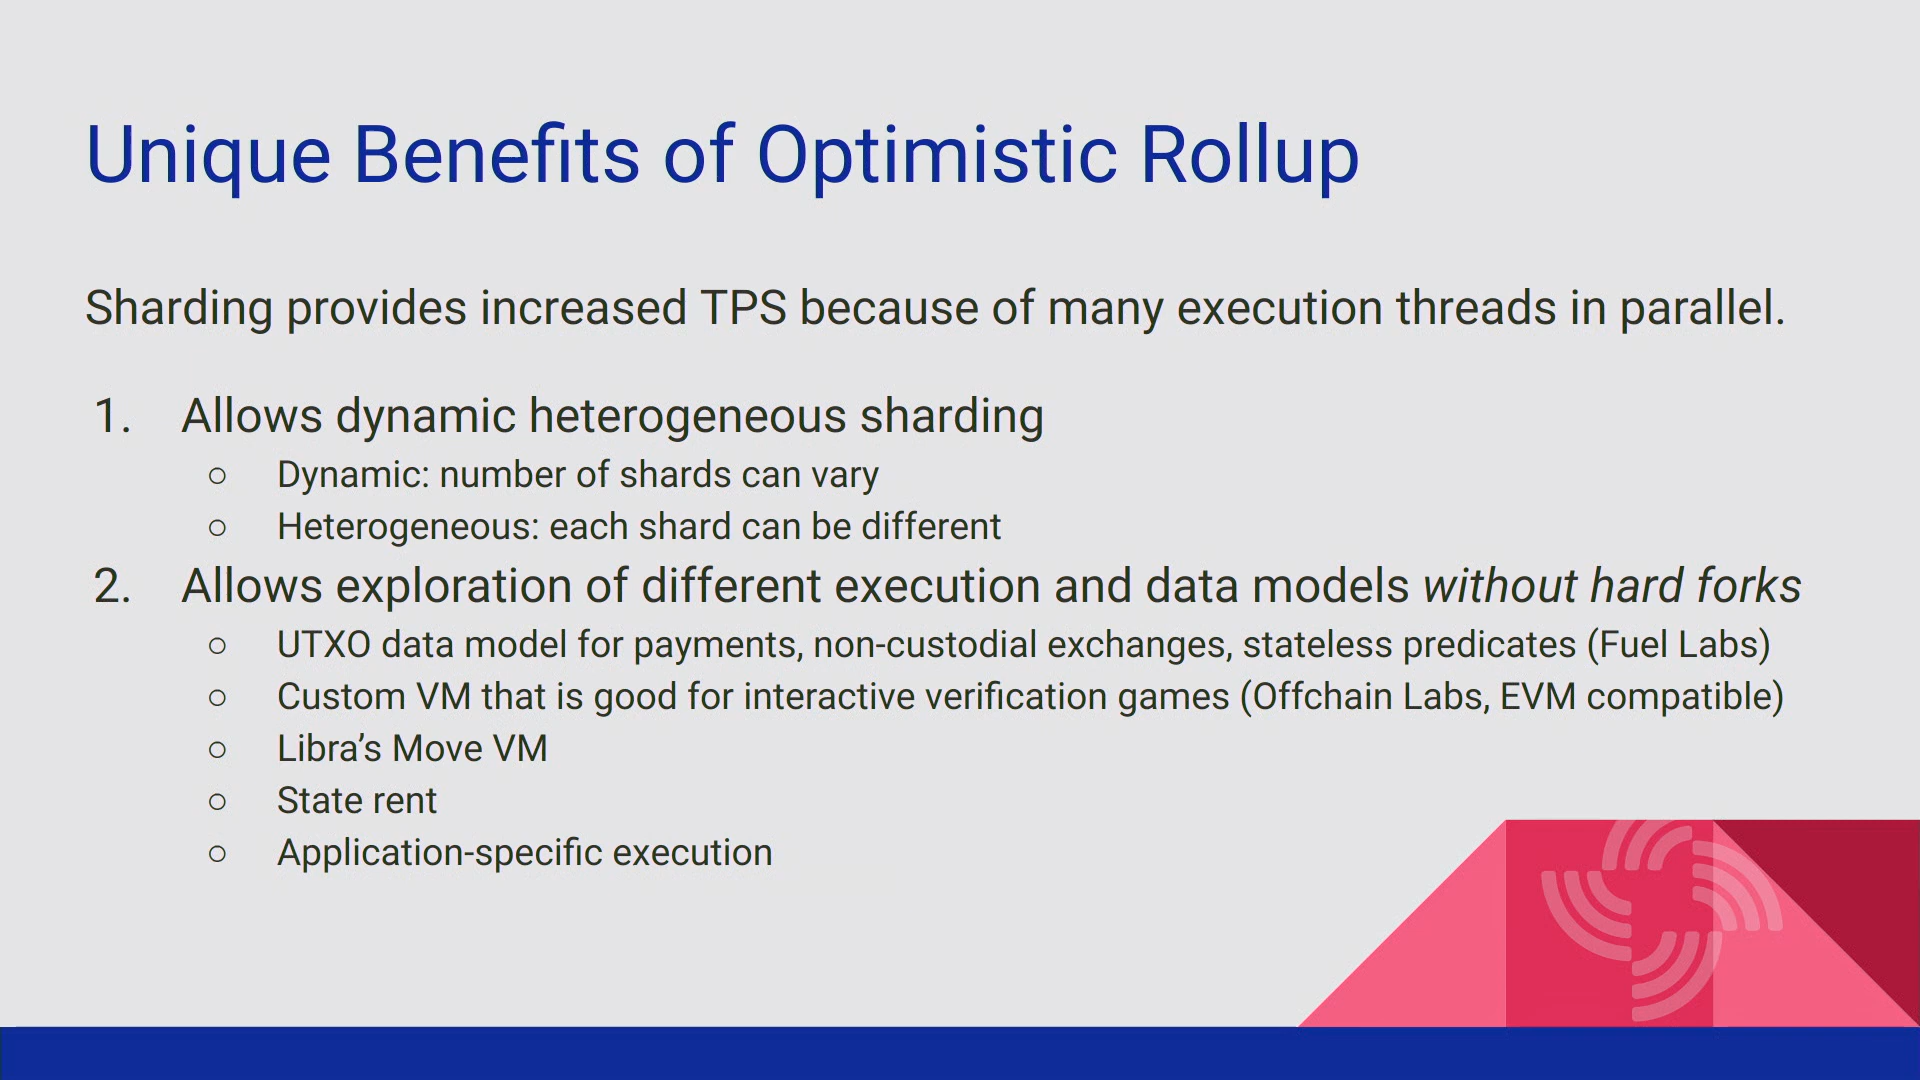 Unique Benefits of Optimistic Rollup
Sharding provides increased TPS because of many execution threads in parallel.
1. Allows dynamic heterogeneous sharding
○ Dynamic: number of shards can vary
○ Heterogeneous: each shard can be different
2. Allows exploration of different execution and data models without hard forks
○ UTXO data model for payments, non-custodial exchanges, stateless predicates (Fuel Labs)
○ Custom VM that is good for interactive verification games (Offchain Labs, EVM compatible)
○ Libra’s Move VM
○ State rent
○ Application-specific execution